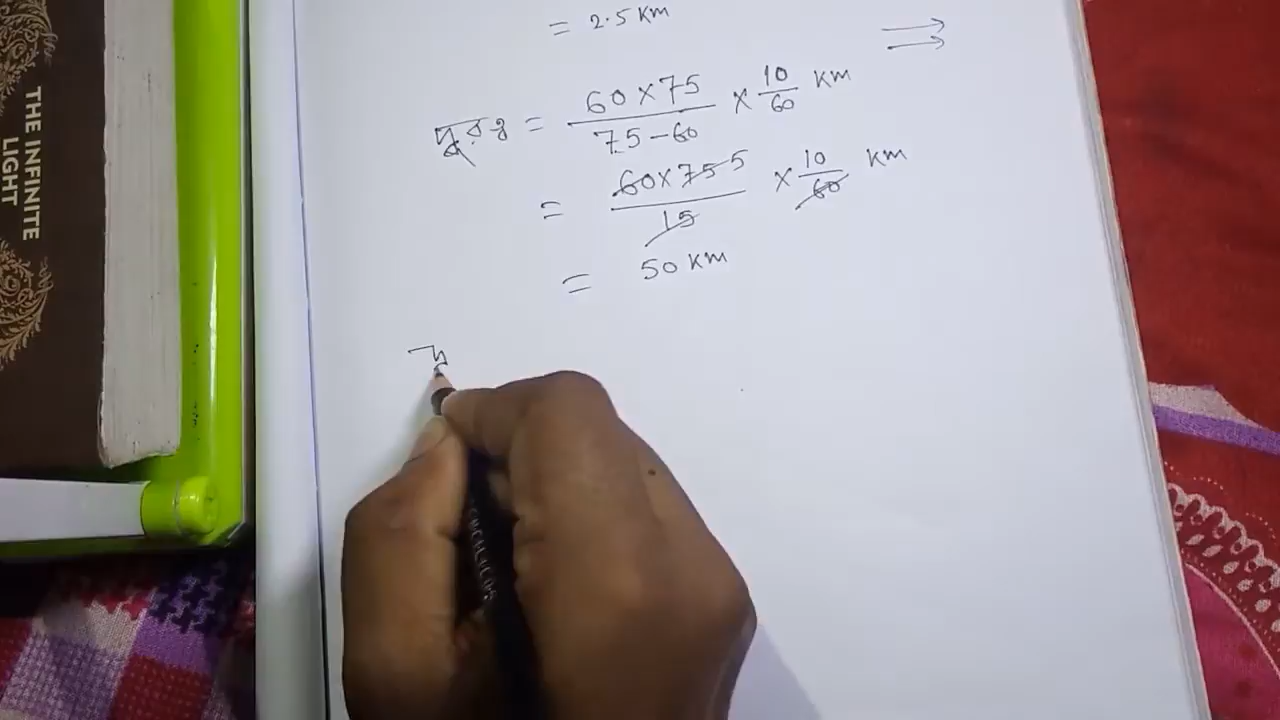 = 2.5 Km
দূরত্ব = 60 × 75 / 75 - 60 × 10/60 Km
= 60 × 75 5 / 15 × 10/60 Km
= 50 Km
দূ
THE INFINITE
LIGHT